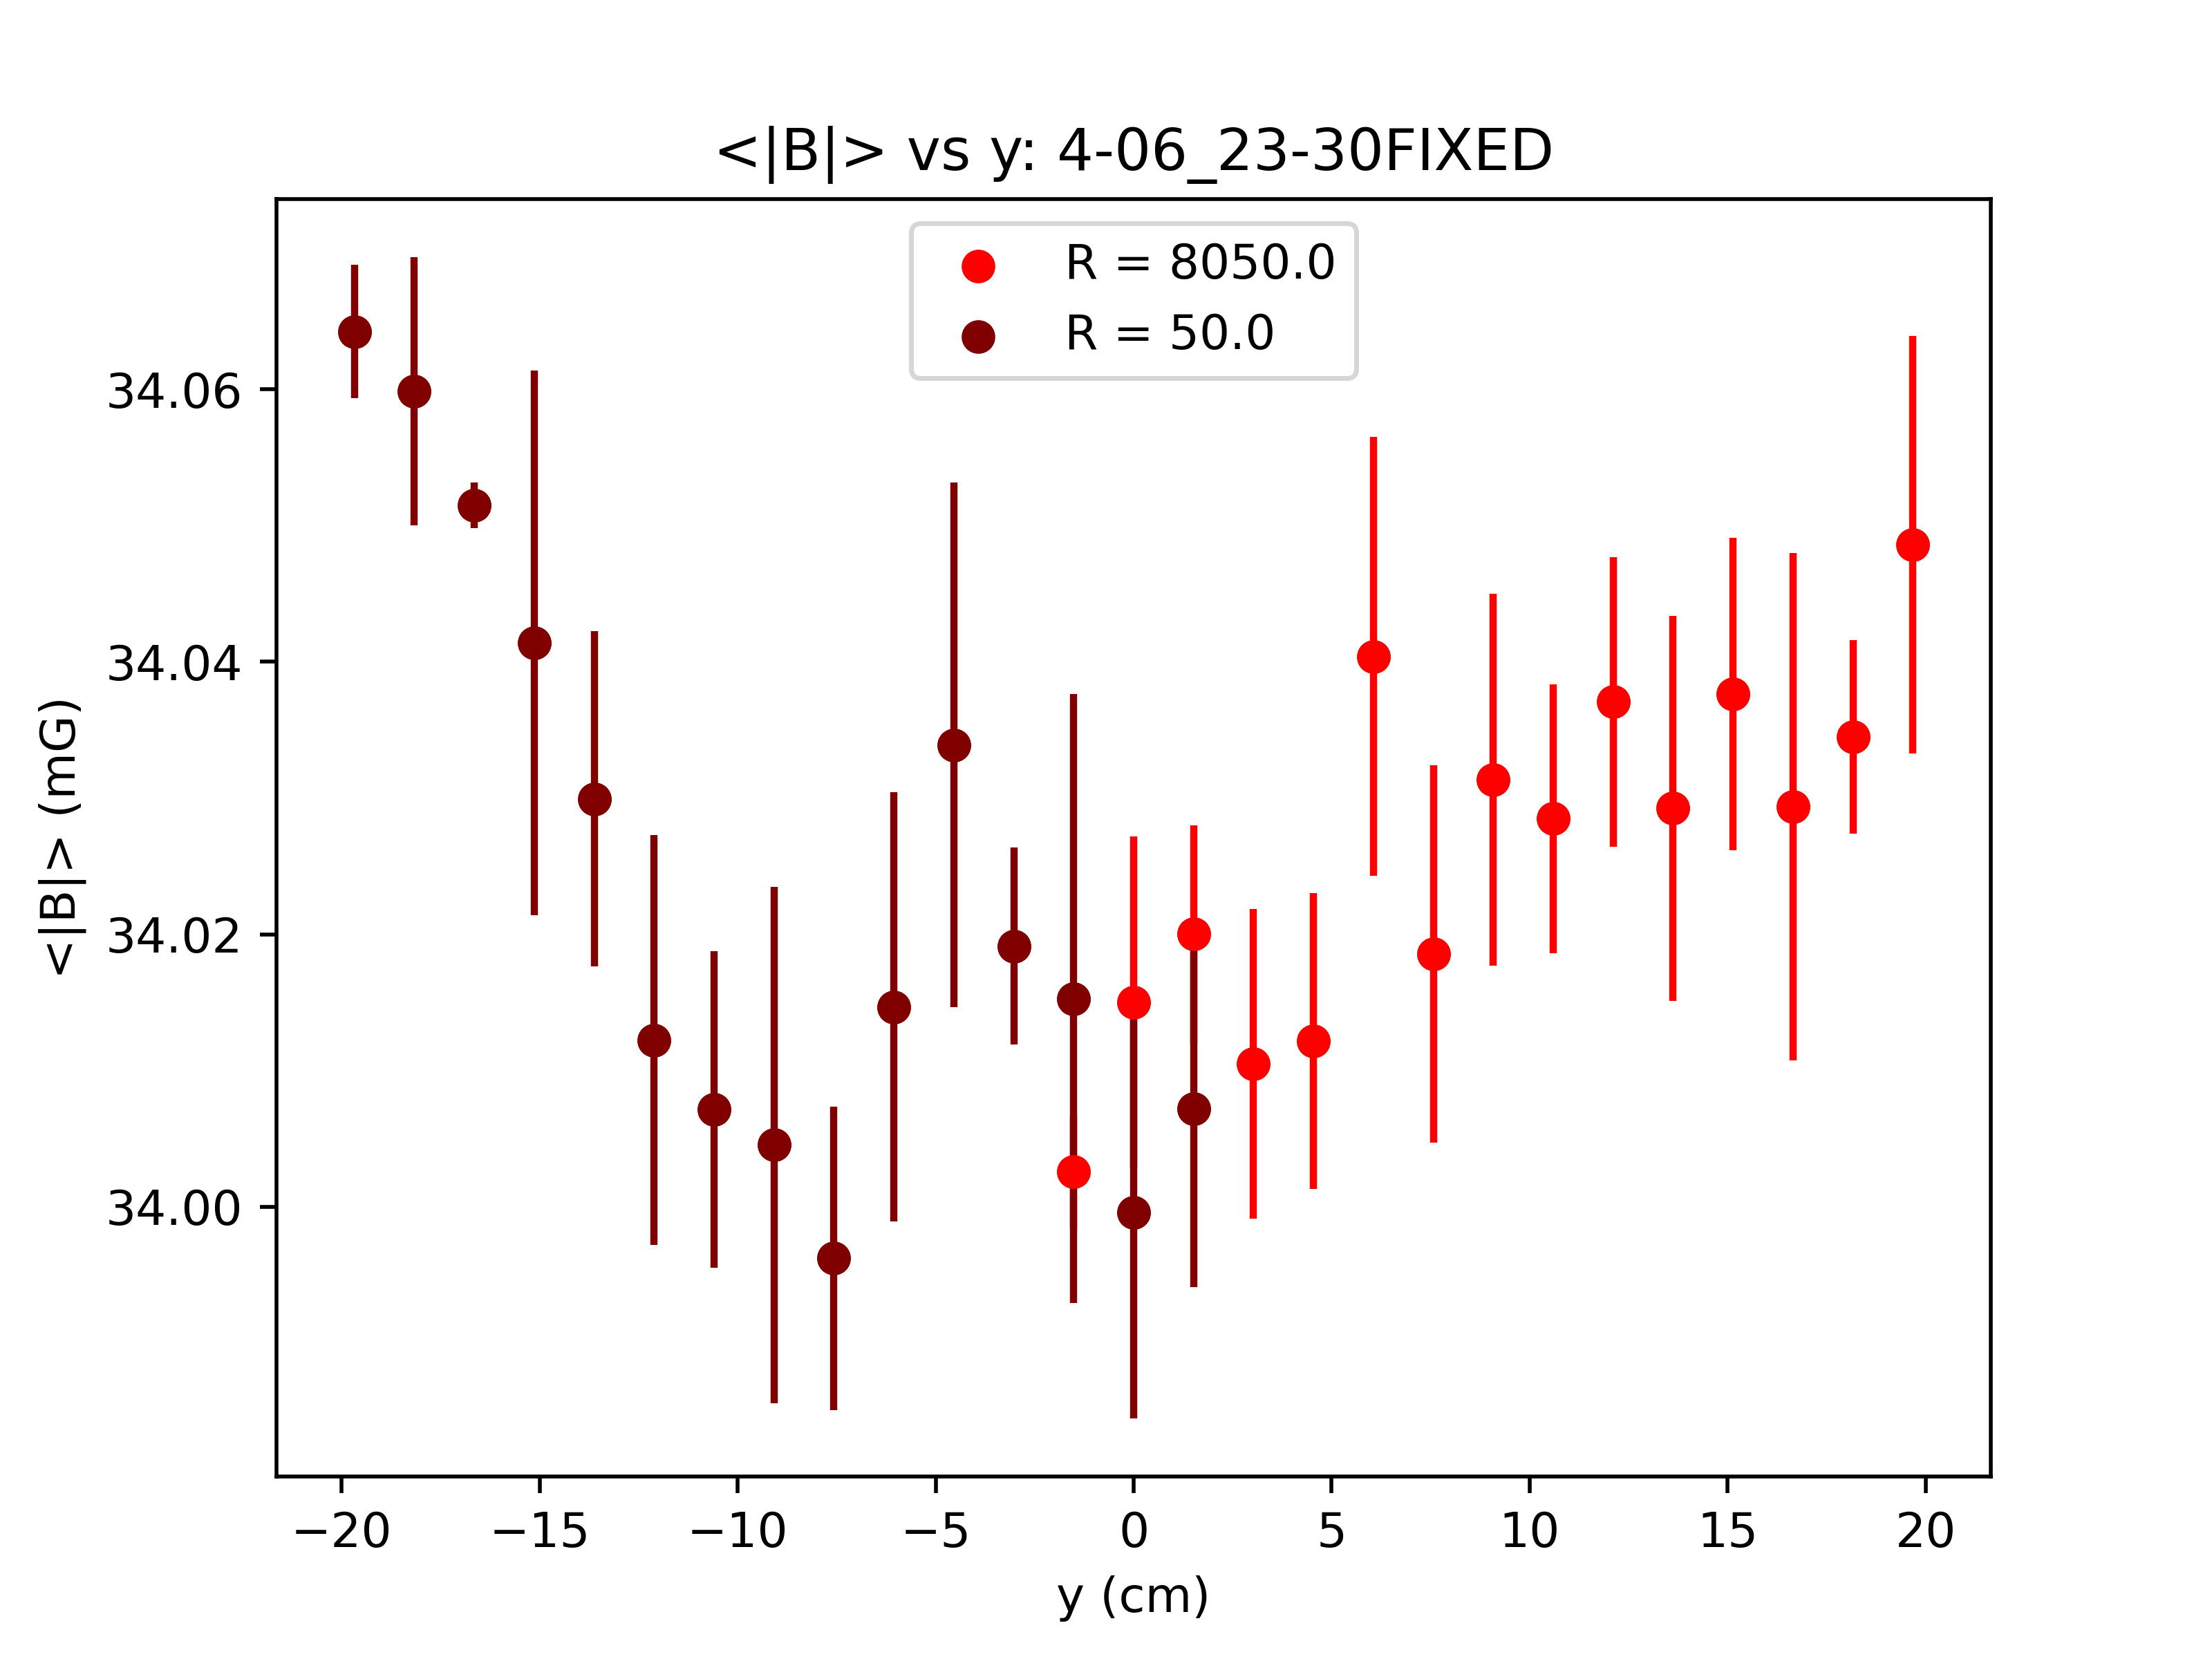 <|B|> vs y: 4-06_23-30FIXED
R = 8050.0
R = 50.0
<|B|> (mG)
34.06
34.04
34.02
34.00
−20 −15 −10 −5 0 5 10 15 20
y (cm)